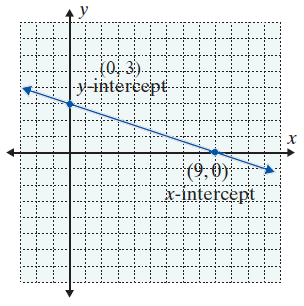 y
(0, 3)
y-intercept
x
(9, 0)
x-intercept